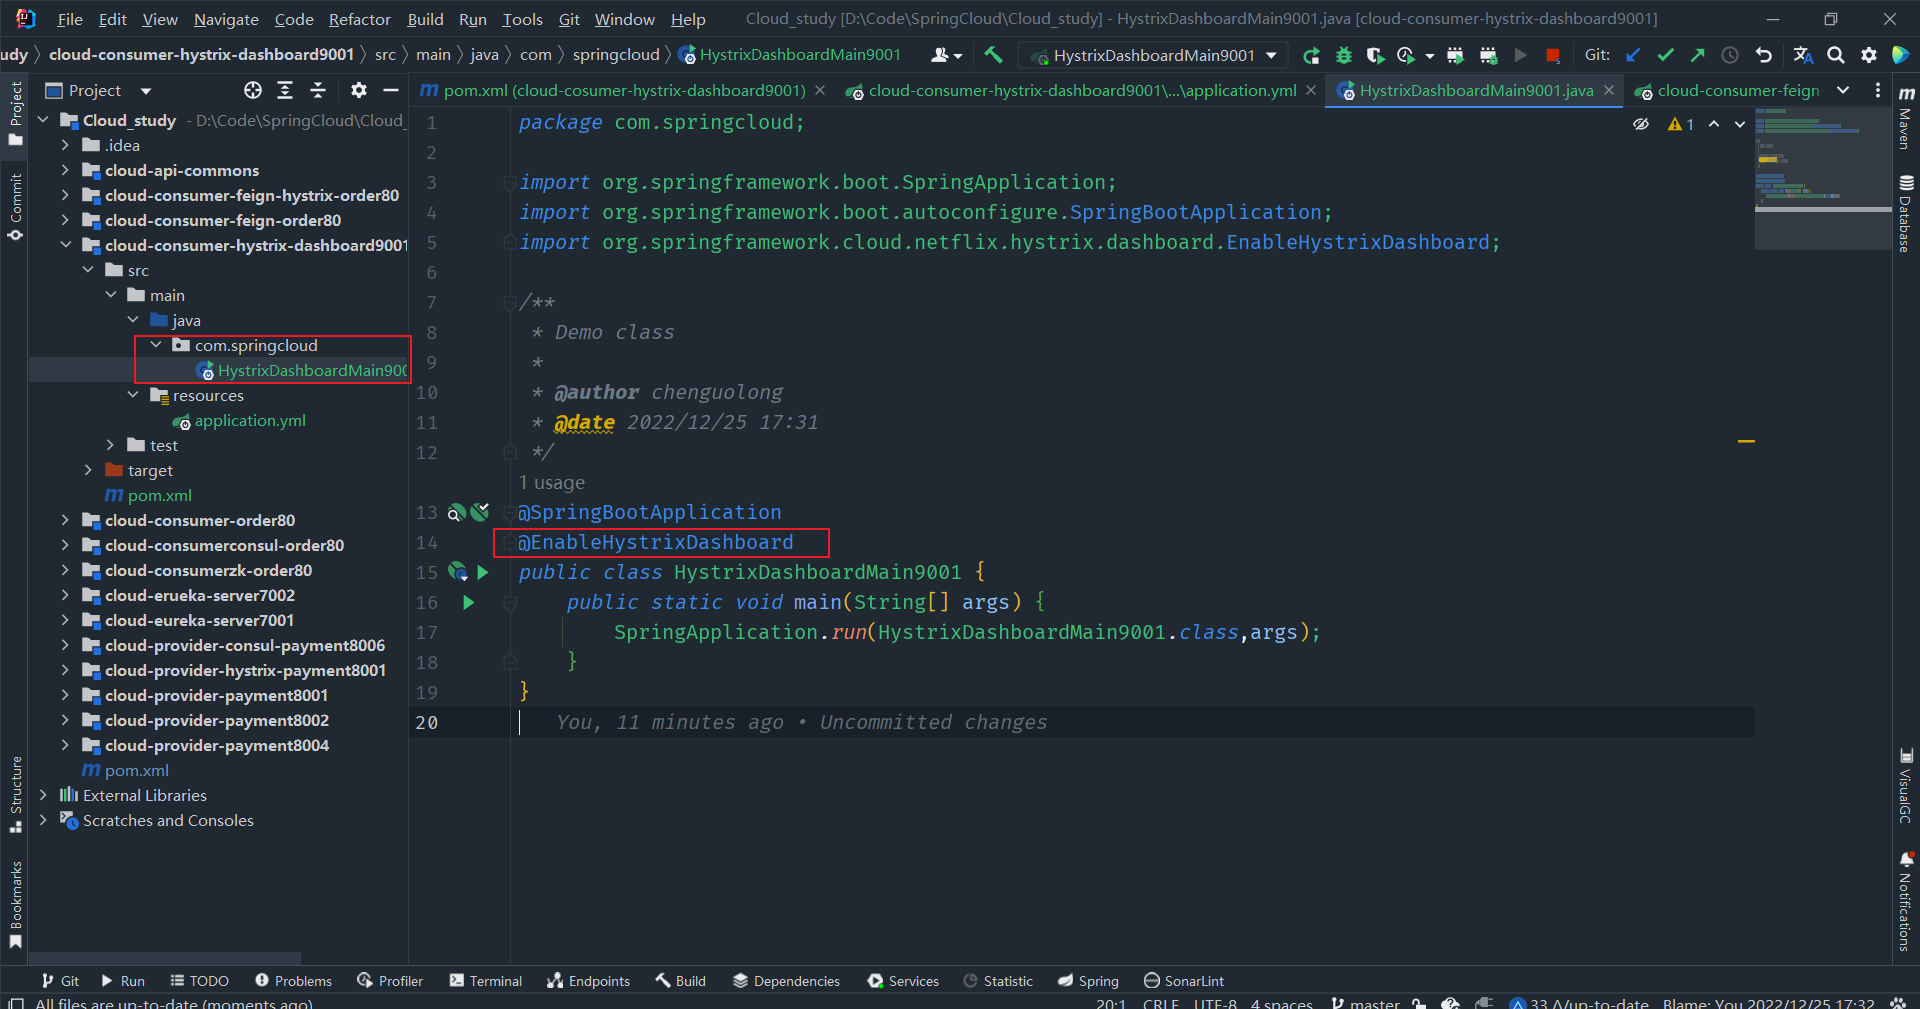 File Edit View Navigate Code Refactor Build Run Tools Git Window Help Cloud_study [D:\Code\SpringCloud\Cloud_study] - HystrixDashboardMain9001.java [cloud-consumer-hystrix-dashboard9001]
udy cloud-consumer-hystrix-dashboard9001 src main java com springcloud HystrixDashboardMain9001 HystrixDashboardMain9001 Git:
Project
pom.xml (cloud-cosumer-hystrix-dashboard9001) cloud-consumer-hystrix-dashboard9001\...\application.yml HystrixDashboardMain9001.java cloud-consumer-feign
Project
Commit
Structure
Bookmarks
Cloud_study - D:\Code\SpringCloud\Cloud_
.idea
cloud-api-commons
cloud-consumer-feign-hystrix-order80
cloud-consumer-feign-order80
cloud-consumer-hystrix-dashboard9001
src
main
java
com.springcloud
HystrixDashboardMain900
resources
application.yml
test
target
pom.xml
cloud-consumer-order80
cloud-consumerconsul-order80
cloud-consumerzk-order80
cloud-erueka-server7002
cloud-eureka-server7001
cloud-provider-consul-payment8006
cloud-provider-hystrix-payment8001
cloud-provider-payment8001
cloud-provider-payment8002
cloud-provider-payment8004
pom.xml
External Libraries
Scratches and Consoles
1 package com.springcloud;
2
3 import org.springframework.boot.SpringApplication;
4 import org.springframework.boot.autoconfigure.SpringBootApplication;
5 import org.springframework.cloud.netflix.hystrix.dashboard.EnableHystrixDashboard;
6
7 /**
8 * Demo class
9 *
10 * @author chenguolong
11 * @date 2022/12/25 17:31
12 */
1 usage
13 @SpringBootApplication
14 @EnableHystrixDashboard
15 public class HystrixDashboardMain9001 {
16 public static void main(String[] args) {
17 SpringApplication.run(HystrixDashboardMain9001.class,args);
18 }
19 }
20 You, 11 minutes ago • Uncommitted changes
1
Maven
Database
VisualGC
Notifications
Git Run TODO Problems Profiler Terminal Endpoints Build Dependencies Services Statistic Spring SonarLint
All files are up-to-date (moments ago) 20:1 CRLF UTF-8 4 spaces master 33 Δ/up-to-date Blame: You 2022/12/25 17:32